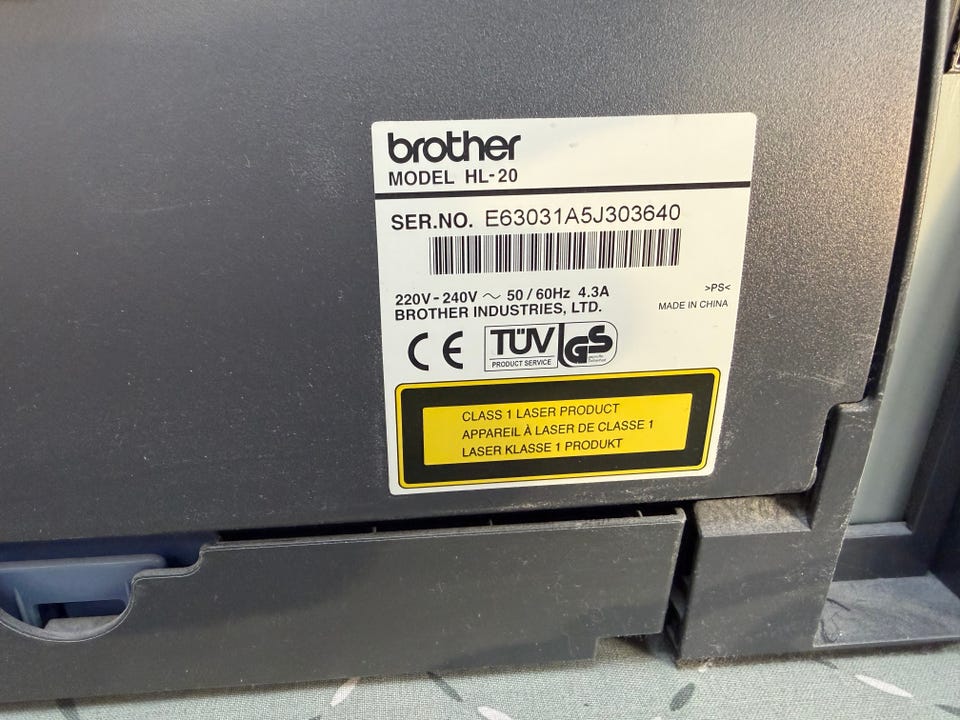 brother
MODEL HL-20
SER.NO. E63031A5J303640
220V-240V ~ 50/60Hz 4.3A >PS<
BROTHER INDUSTRIES, LTD. MADE IN CHINA
CE TÜV GS
PRODUCT SERVICE geprüfte Sicherheit
CLASS 1 LASER PRODUCT
APPAREIL À LASER DE CLASSE 1
LASER KLASSE 1 PRODUKT